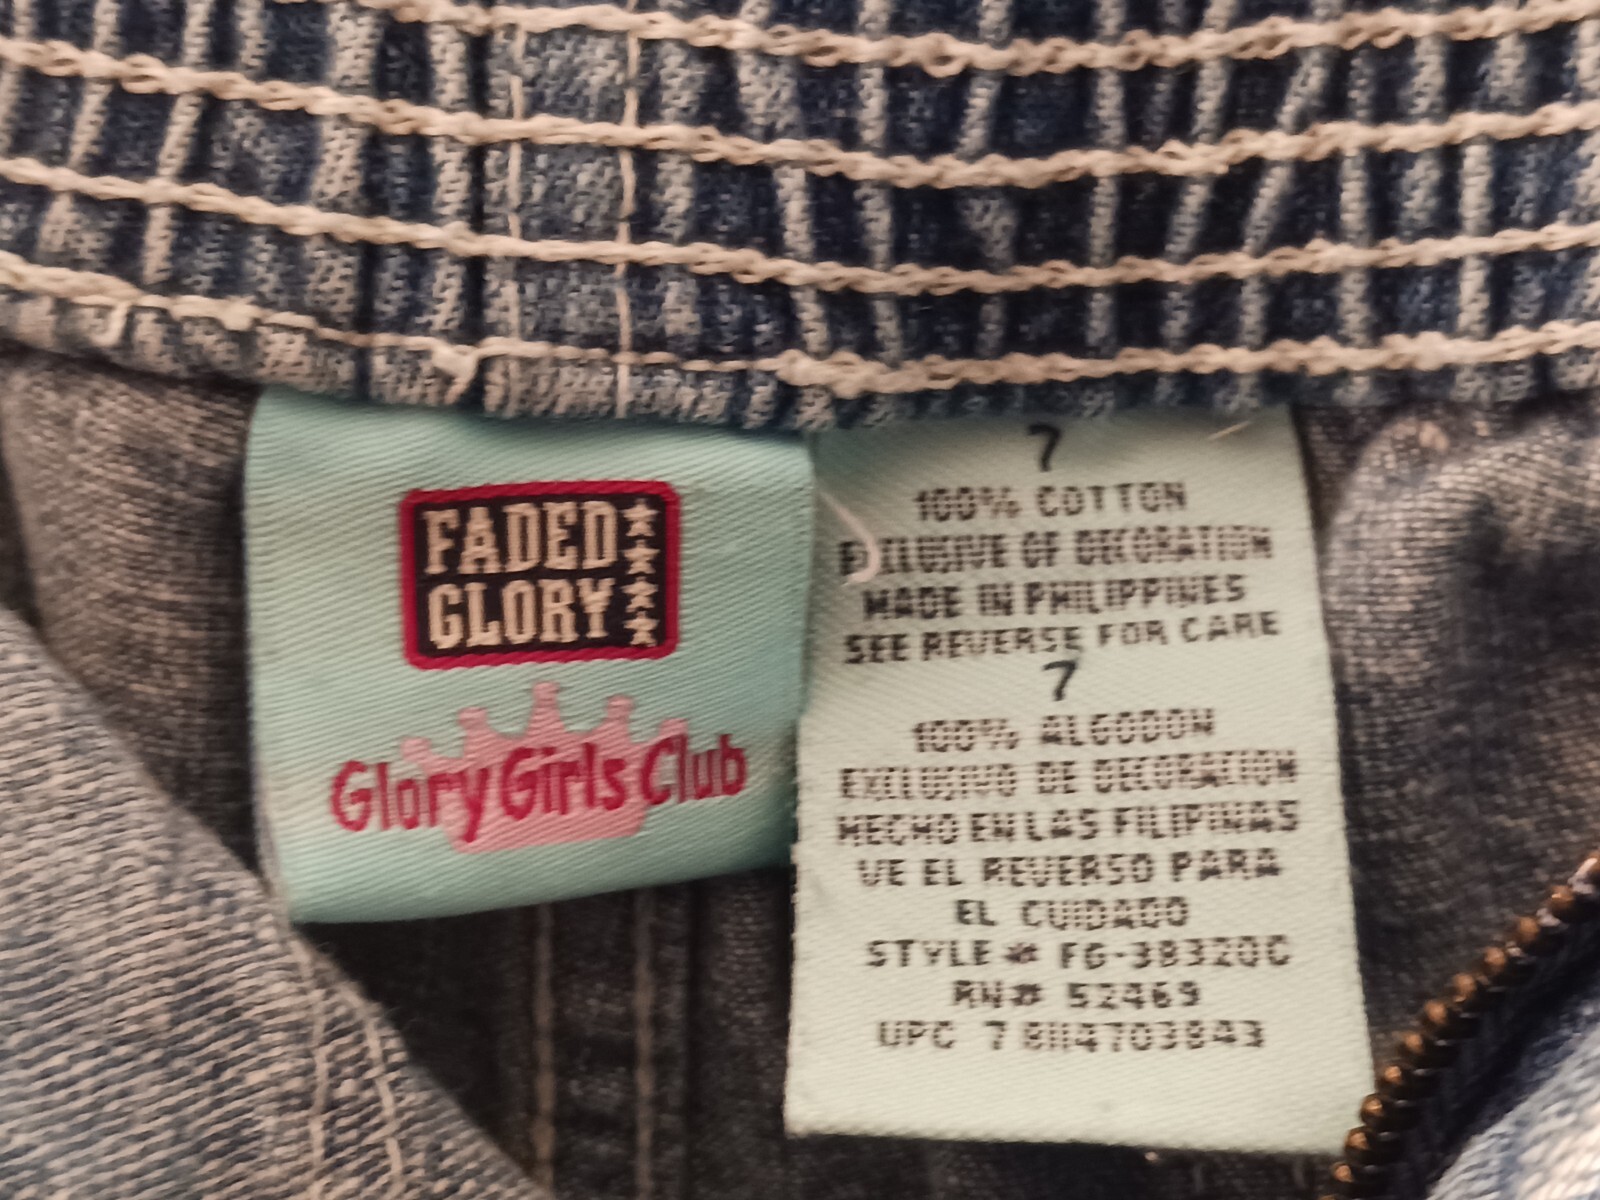 FADED
GLORY
Glory Girls Club
7
100% COTTON
EXCLUSIVE OF DECORATION
MADE IN PHILIPPINES
SEE REVERSE FOR CARE
7
100% ALGODON
EXCLUSIVO DE DECORACION
HECHO EN LAS FILIPINAS
VE EL REVERSO PARA
EL CUIDADO
STYLE # FG-38320C
RN# 52469
UPC 7 8114703843